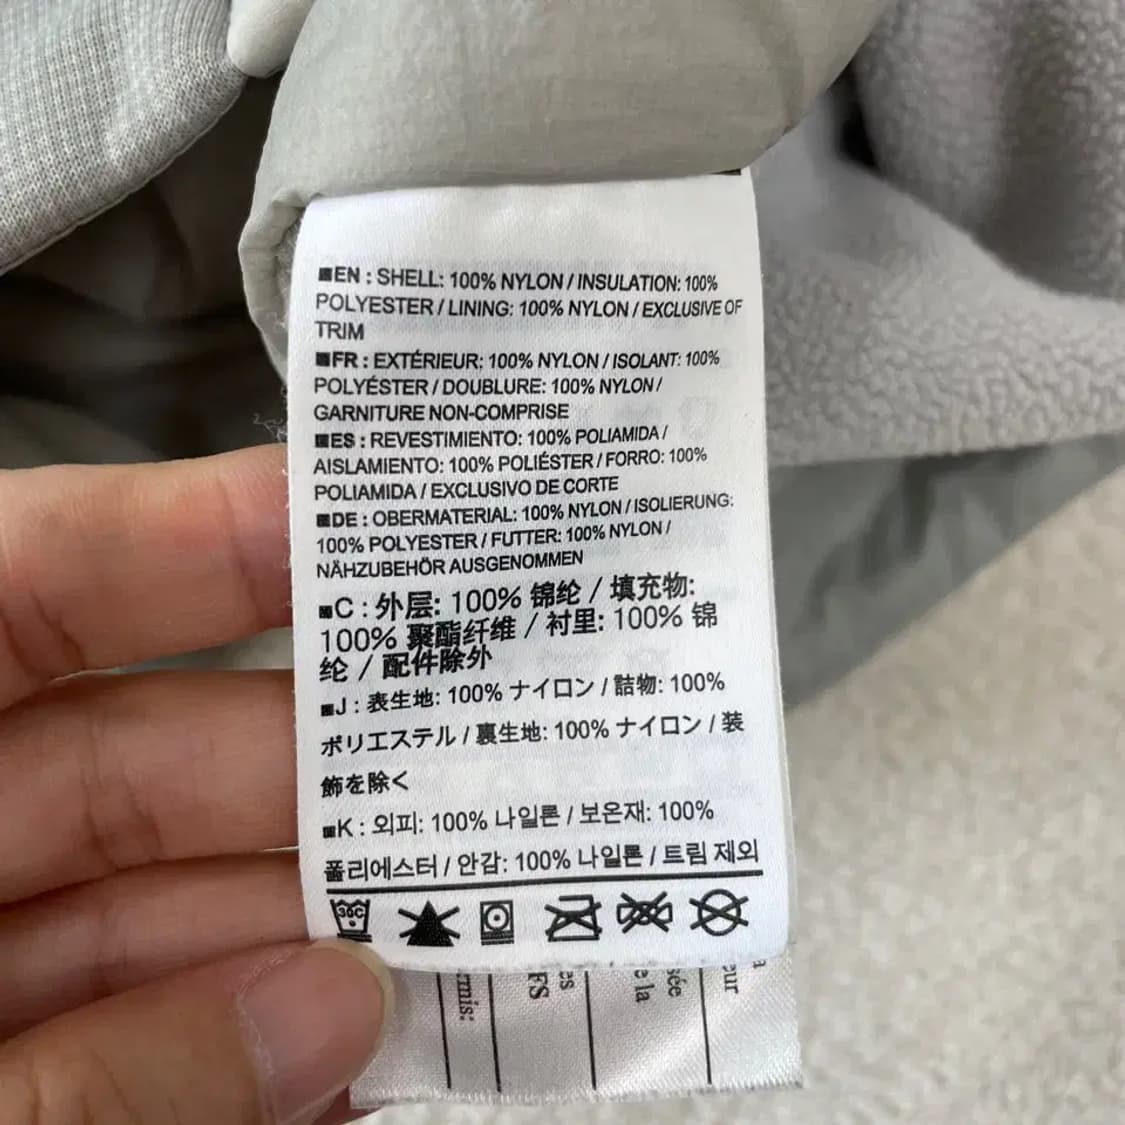 EN : SHELL: 100% NYLON / INSULATION: 100%
POLYESTER / LINING: 100% NYLON / EXCLUSIVE OF
TRIM
FR : EXTÉRIEUR: 100% NYLON / ISOLANT: 100%
POLYÉSTER / DOUBLURE: 100% NYLON /
GARNITURE NON-COMPRISE
ES : REVESTIMIENTO: 100% POLIAMIDA /
AISLAMIENTO: 100% POLIÉSTER / FORRO: 100%
POLIAMIDA / EXCLUSIVO DE CORTE
DE : OBERMATERIAL: 100% NYLON / ISOLIERUNG:
100% POLYESTER / FUTTER: 100% NYLON /
NÄHZUBEHÖR AUSGENOMMEN
C : 外层: 100% 锦纶 / 填充物:
100% 聚酯纤维 / 衬里: 100% 锦
纶 / 配件除外
J : 表生地: 100% ナイロン / 詰物: 100%
ポリエステル / 裏生地: 100% ナイロン / 装
飾を除く
K : 외피: 100% 나일론 / 보온재: 100%
폴리에스터 / 안감: 100% 나일론 / 트림 제외
30C
rmis:
FS
es
e la
sée
eur
a